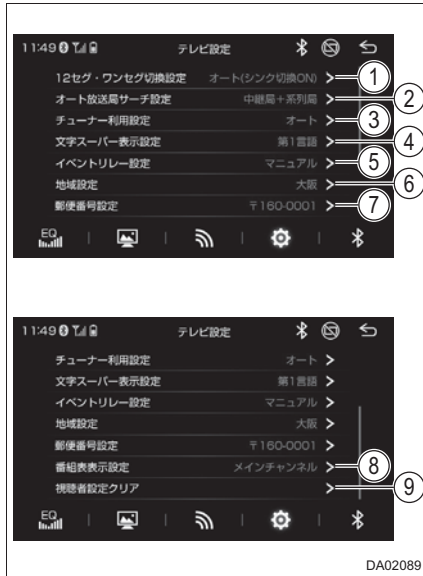 11:49 テレビ設定
12セグ・ワンセグ切換設定 オート(シンク切換ON) > 1
オート放送局サーチ設定 中継局+系列局 > 2
チューナー利用設定 オート > 3
文字スーパー表示設定 第1言語 > 4
イベントリレー設定 マニュアル > 5
地域設定 大阪 > 6
郵便番号設定 〒160-0001 > 7
EQ
11:49 テレビ設定
チューナー利用設定 オート >
文字スーパー表示設定 第1言語 >
イベントリレー設定 マニュアル >
地域設定 大阪 >
郵便番号設定 〒160-0001 >
番組表表示設定 メインチャンネル > 8
視聴者設定クリア > 9
EQ
DA02089